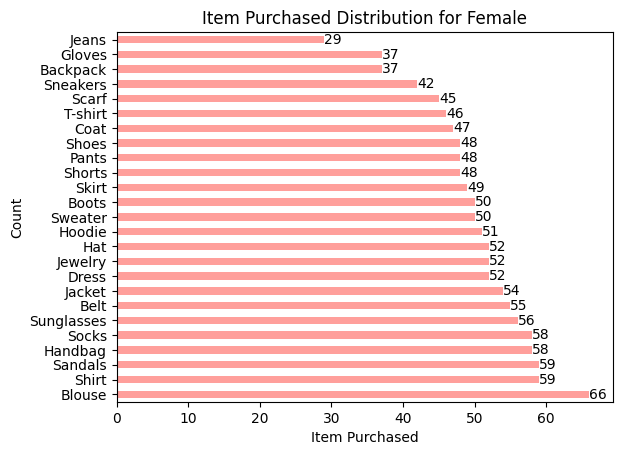 Item Purchased Distribution for Female
Jeans 29
Gloves 37
Backpack 37
Sneakers 42
Scarf 45
T-shirt 46
Coat 47
Shoes 48
Pants 48
Shorts 48
Skirt 49
Boots 50
Sweater 50
Hoodie 51
Hat 52
Jewelry 52
Dress 52
Jacket 54
Belt 55
Sunglasses 56
Socks 58
Handbag 58
Sandals 59
Shirt 59
Blouse 66
Count
0 10 20 30 40 50 60
Item Purchased